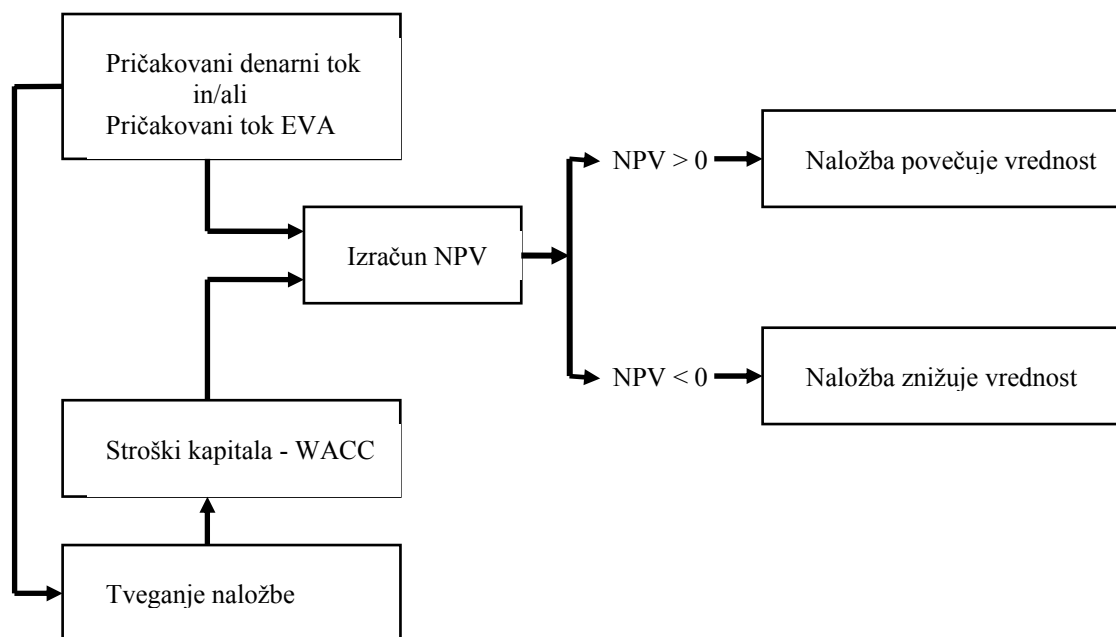 Pričakovani denarni tok
in/ali
Pričakovani tok EVA
NPV > 0
Naložba povečuje vrednost
Izračun NPV
NPV < 0
Naložba znižuje vrednost
Stroški kapitala - WACC
Tveganje naložbe